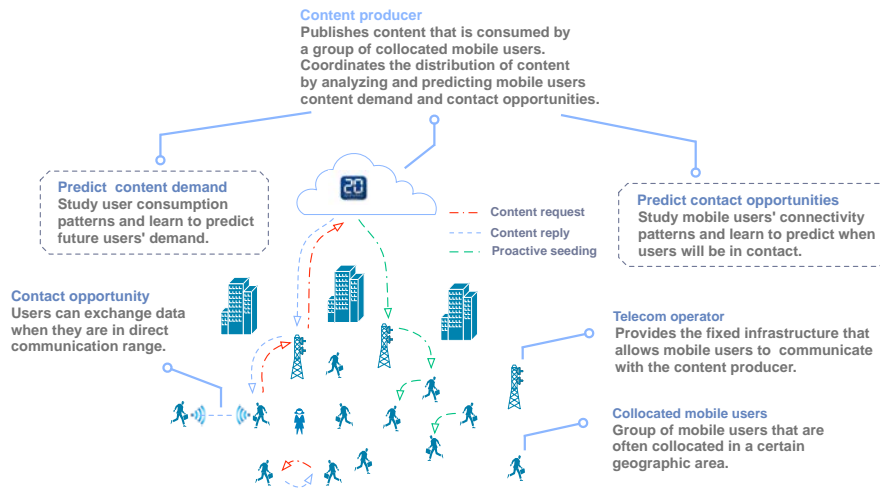 Content producer
Publishes content that is consumed by
a group of collocated mobile users.
Coordinates the distribution of content
by analyzing and predicting mobile users
content demand and contact opportunities.
Predict content demand
Study user consumption
patterns and learn to predict
future users' demand.
20
Content request
Content reply
Proactive seeding
Predict contact opportunities
Study mobile users' connectivity
patterns and learn to predict when
users will be in contact.
Contact opportunity
Users can exchange data
when they are in direct
communication range.
Telecom operator
Provides the fixed infrastructure that
allows mobile users to communicate
with the content producer.
Collocated mobile users
Group of mobile users that are
often collocated in a certain
geographic area.